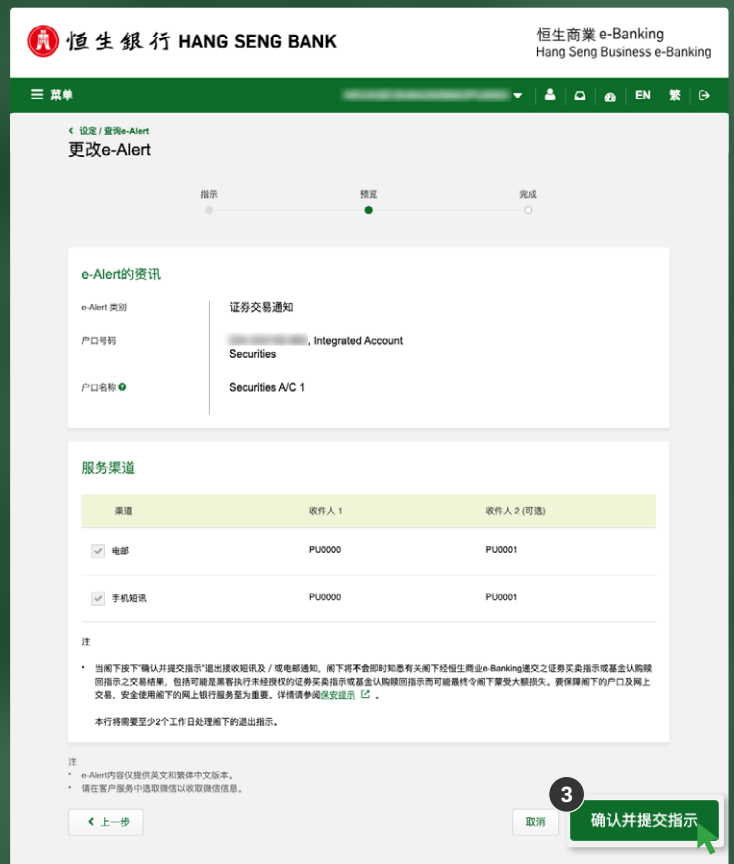 恒生銀行 HANG SENG BANK
恒生商業 e-Banking
Hang Seng Business e-Banking
菜单
EN 繁
设定 / 查询e-Alert
更改e-Alert
指示 预览 完成
e-Alert的资讯
e-Alert 类别 证券交易通知
户口号码 , Integrated Account
Securities
户口名称 Securities A/C 1
服务渠道
渠道 收件人 1 收件人 2 (可选)
电邮 PU0000 PU0001
手机短讯 PU0000 PU0001
注
• 当阁下按下"确认并提交指示"退出接收短讯及 / 或电邮通知，阁下将不会即时知悉有关阁下经恒生商业e-Banking递交之证券买卖指示或基金认购赎
回指示之交易结果，包括可能是黑客执行未经授权的证券买卖指示或基金认购赎回指示而可能最终令阁下蒙受大额损失。要保障阁下的户口及网上
交易，安全使用阁下的网上银行服务至为重要。详情请参阅保安提示 。
本行将需要至少2个工作日处理阁下的退出指示。
注
• e-Alert内容仅提供英文和繁体中文版本。
• 请在客户服务中选取微信以收取微信信息。
上一步 取消 3 确认并提交指示